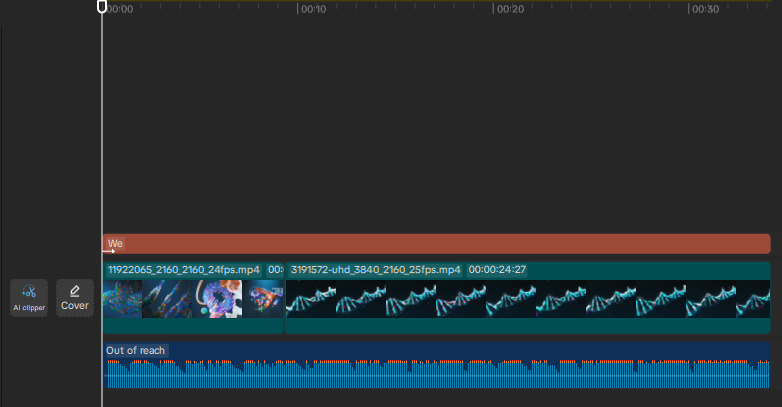 00:00 00:10 00:20 00:30
We
11922065_2160_2160_24fps.mp4 00: 3191572-uhd_3840_2160_25fps.mp4 00:00:24:27
AI clipper Cover
Out of reach